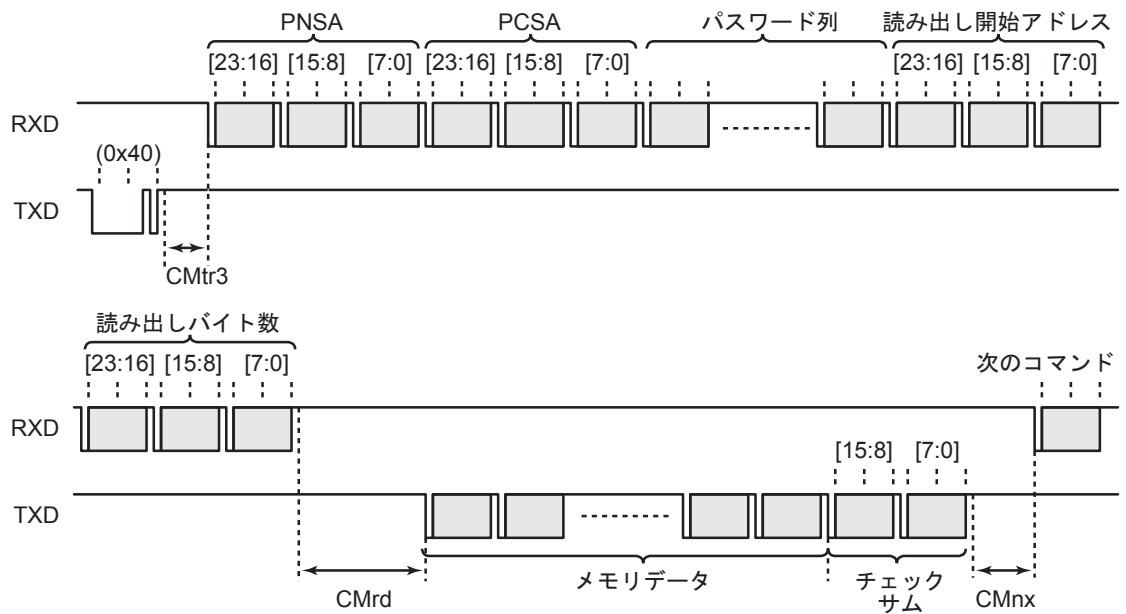 PNSA PCSA パスワード列 読み出し開始アドレス
[23:16] [15:8] [7:0] [23:16] [15:8] [7:0] [23:16] [15:8] [7:0]
RXD
(0x40)
TXD
CMtr3
読み出しバイト数
[23:16] [15:8] [7:0] 次のコマンド
RXD
[15:8] [7:0]
TXD
メモリデータ チェック
サム
CMrd CMnx